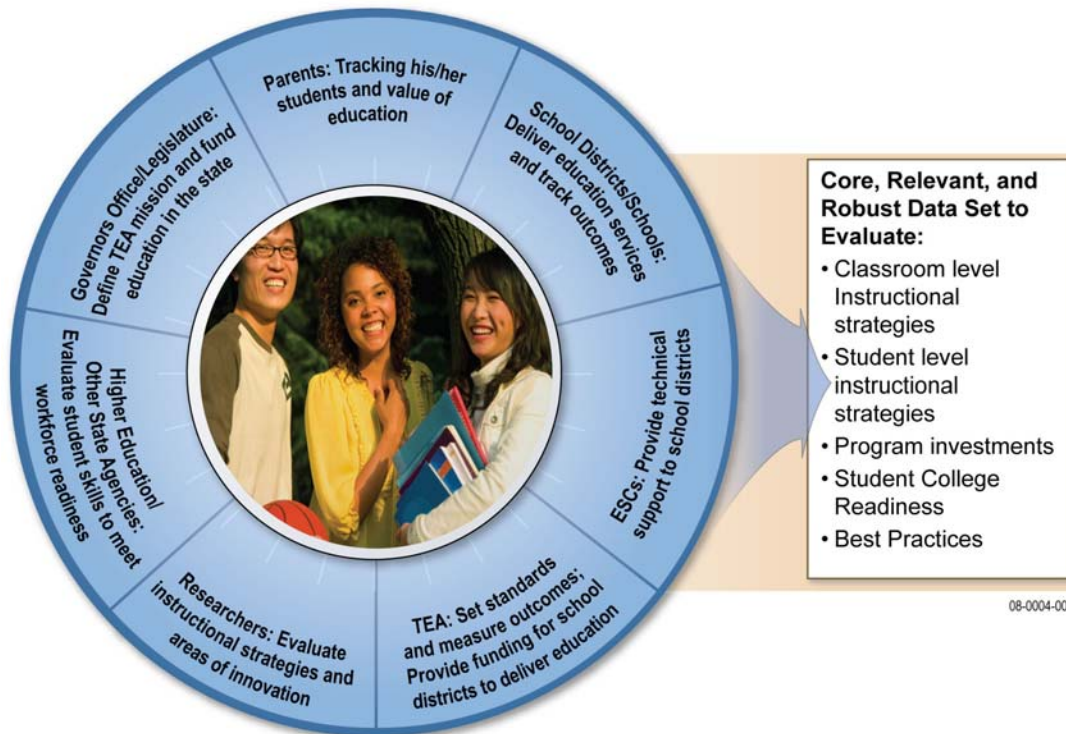 Parents: Tracking his/her
students and value of
education
School Districts/Schools:
Deliver education services
and track outcomes
ESCs: Provide technical
support to school districts
TEA: Set standards
and measure outcomes;
Provide funding for school
districts to deliver education
Researchers: Evaluate
instructional strategies and
areas of innovation
Higher Education/
Other State Agencies:
Evaluate student skills to meet
workforce readiness
Governors Office/Legislature:
Define TEA mission and fund
education in the state
Core, Relevant, and
Robust Data Set to
Evaluate:
• Classroom level
Instructional
strategies
• Student level
instructional
strategies
• Program investments
• Student College
Readiness
• Best Practices
08-0004-00